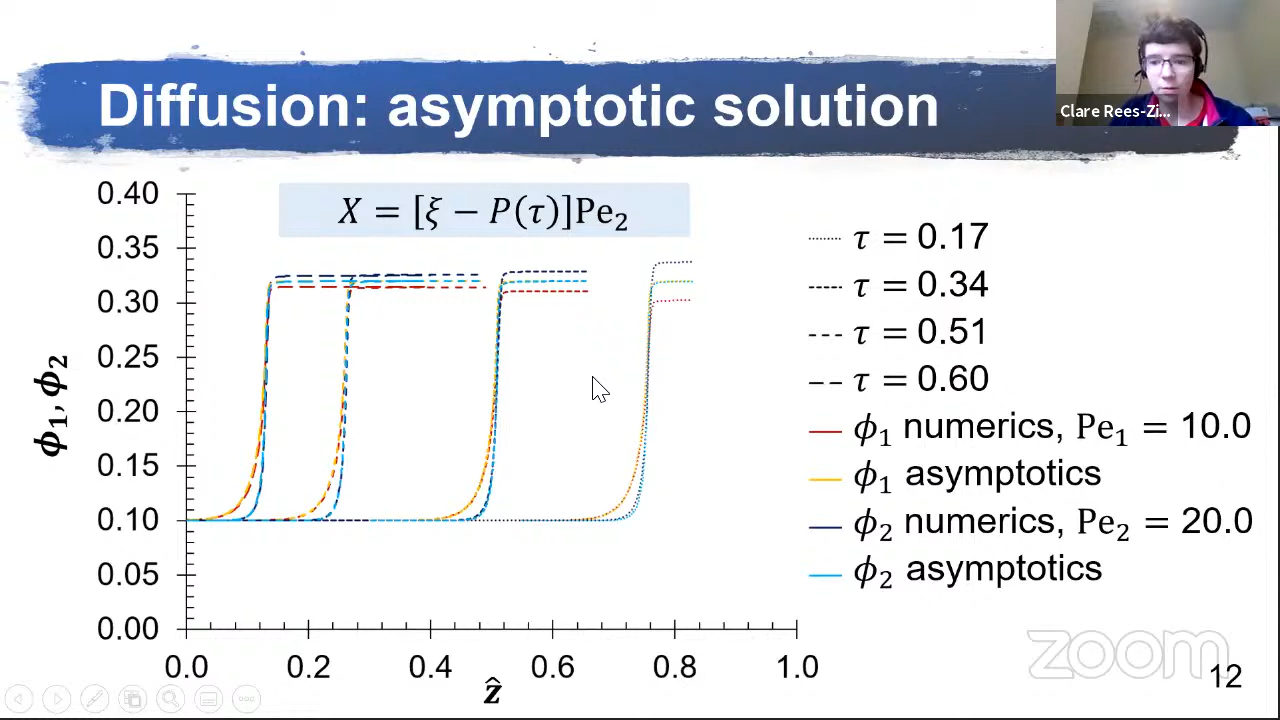 Diffusion: asymptotic solution
Clare Rees-Zi...
X = [ξ − P(τ)]Pe₂
0.40
0.35
0.30
0.25
0.20
0.15
0.10
0.05
0.00
ϕ₁, ϕ₂
0.0 0.2 0.4 0.6 0.8 1.0
ẑ
τ = 0.17
τ = 0.34
τ = 0.51
τ = 0.60
ϕ₁ numerics, Pe₁ = 10.0
ϕ₁ asymptotics
ϕ₂ numerics, Pe₂ = 20.0
ϕ₂ asymptotics
zoom
12